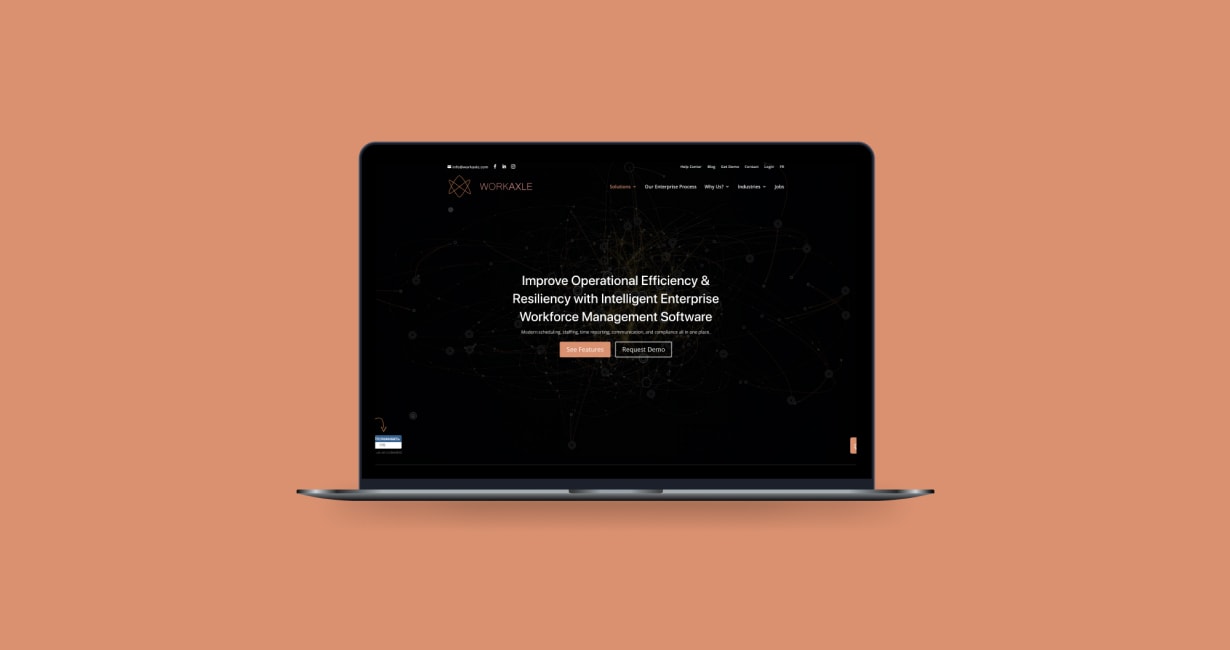 info@workaxle.com
Help Center Blog Get Demo Contact Login FR
WORKAXLE
Solutions Our Enterprise Process Why Us? Industries Jobs
Improve Operational Efficiency &
Resiliency with Intelligent Enterprise
Workforce Management Software
Modern scheduling, staffing, time reporting, communication, and compliance all in one place.
See Features Request Demo